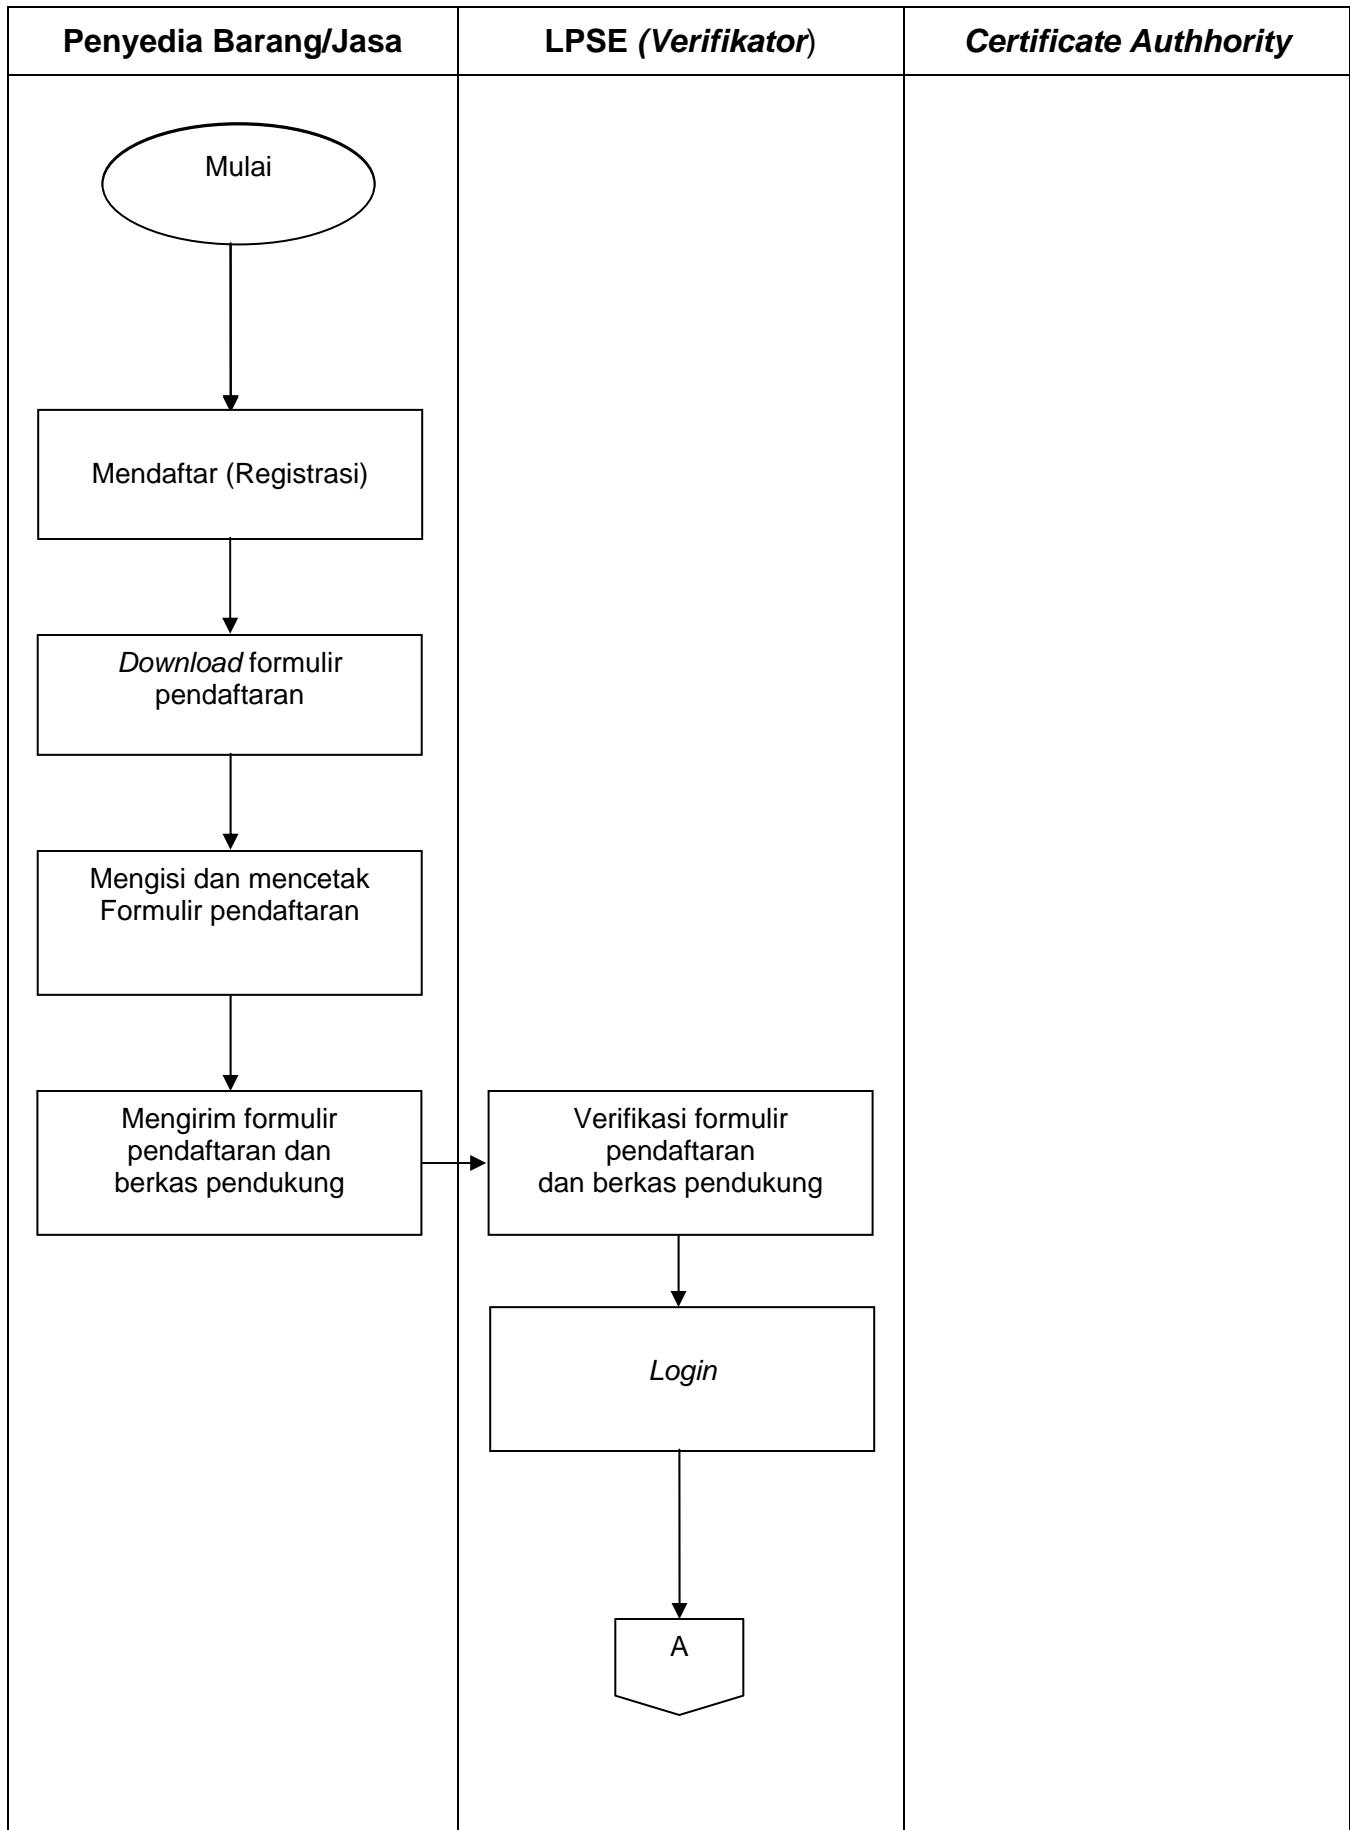 Penyedia Barang/Jasa
LPSE (Verifikator)
Certificate Authhority
Mulai
Mendaftar (Registrasi)
Download formulir
pendaftaran
Mengisi dan mencetak
Formulir pendaftaran
Mengirim formulir
pendaftaran dan
berkas pendukung
Verifikasi formulir
pendaftaran
dan berkas pendukung
Login
A